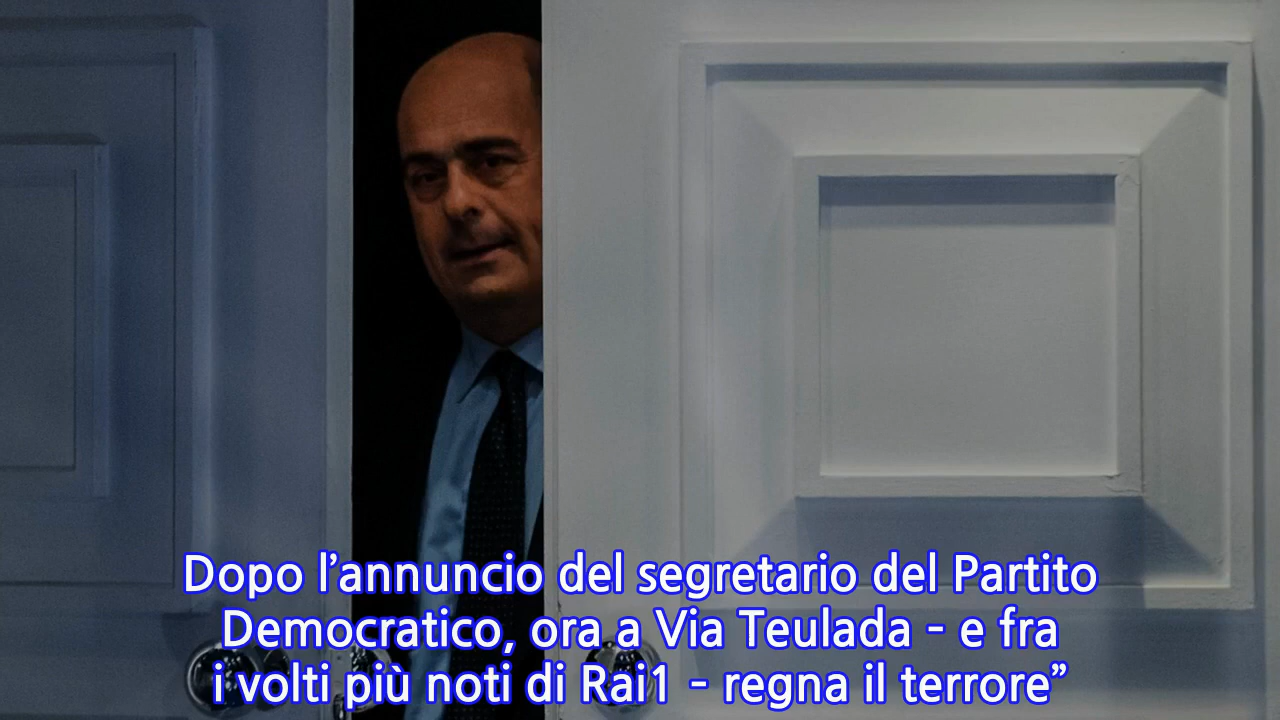 Dopo l’annuncio del segretario del Partito
Democratico, ora a Via Teulada - e fra
i volti più noti di Rai1 - regna il terrore”